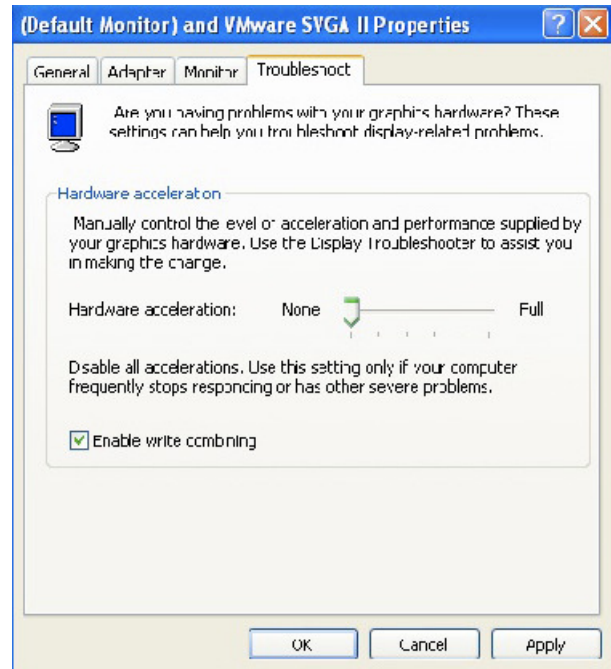 (Default Monitor) and VMware SVGA II Properties
General Adapter Monitor Troubleshoot
Are you having problems with your graphics hardware? These
settings can help you troubleshoot display-related problems.
Hardware acceleration
Manually control the level of acceleration and performance supplied by
your graphics hardware. Use the Display Troubleshooter to assist you
in making the change.
Hardware acceleration: None Full
Disable all accelerations. Use this setting only if your computer
frequently stops responding or has other severe problems.
Enable write combining
OK Cancel Apply